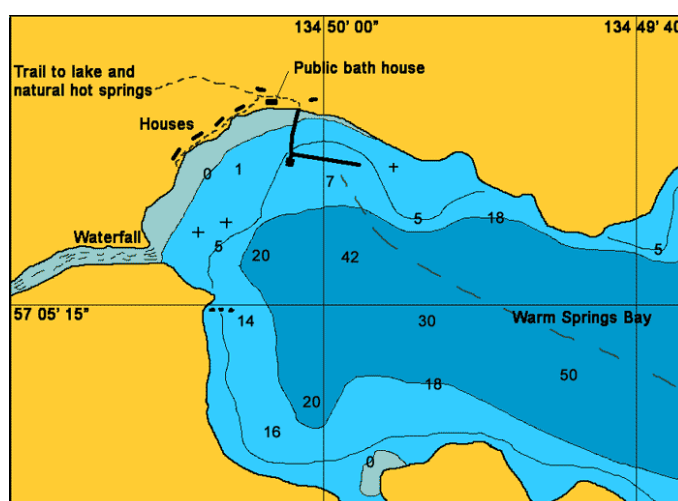 134 50' 00"
134 49' 40
Trail to lake and
natural hot springs
Public bath house
Houses
0
1
7
5
18
5
Waterfall
5
20
42
57 05' 15"
14
30
Warm Springs Bay
50
18
20
16
0